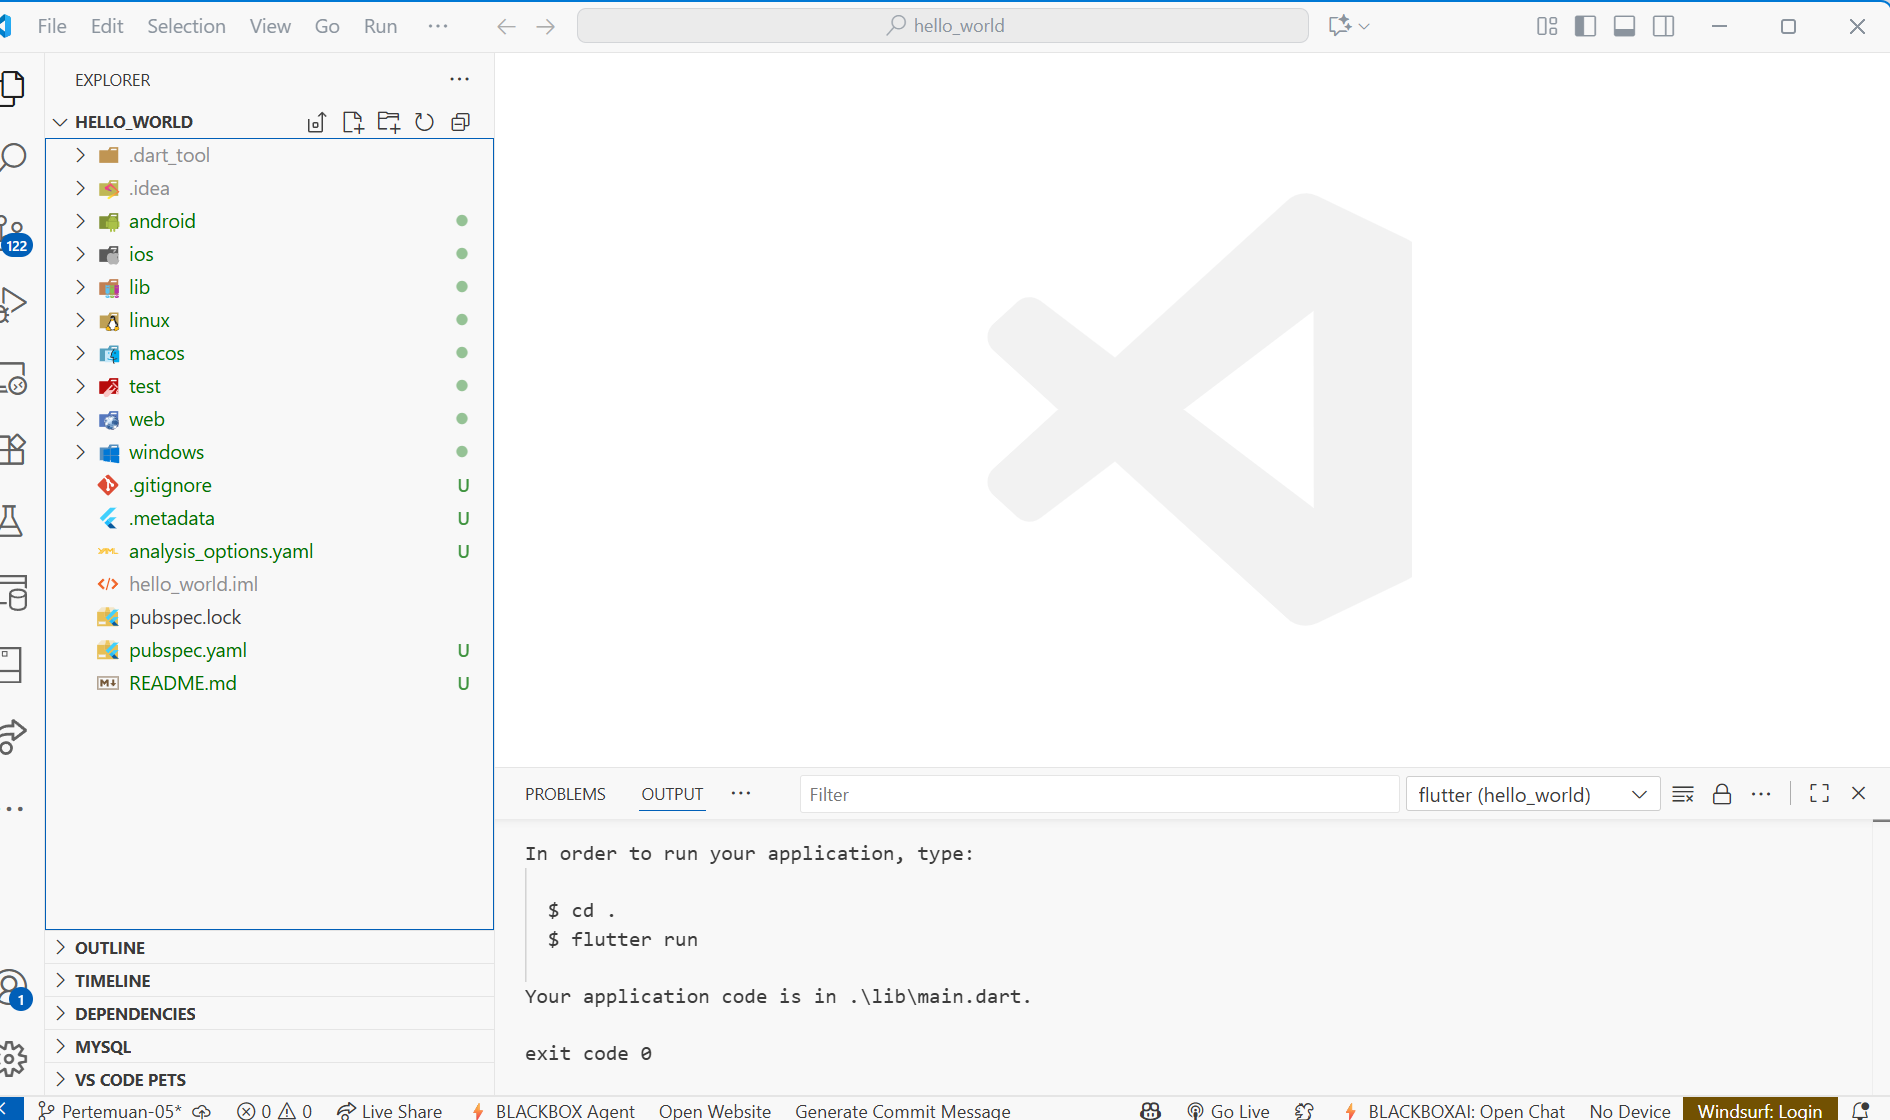 File Edit Selection View Go Run ···
hello_world
EXPLORER
HELLO_WORLD
.dart_tool
.idea
android
ios
lib
linux
macos
test
web
windows
.gitignore U
.metadata U
analysis_options.yaml U
hello_world.iml
pubspec.lock
pubspec.yaml U
README.md U
122
1
OUTLINE
TIMELINE
DEPENDENCIES
MYSQL
VS CODE PETS
PROBLEMS OUTPUT ··· Filter flutter (hello_world)
In order to run your application, type:
$ cd .
$ flutter run
Your application code is in .\lib\main.dart.
exit code 0
Pertemuan-05* 0 0 Live Share BLACKBOX Agent Open Website Generate Commit Message Go Live BLACKBOXAI: Open Chat No Device Windsurf: Login